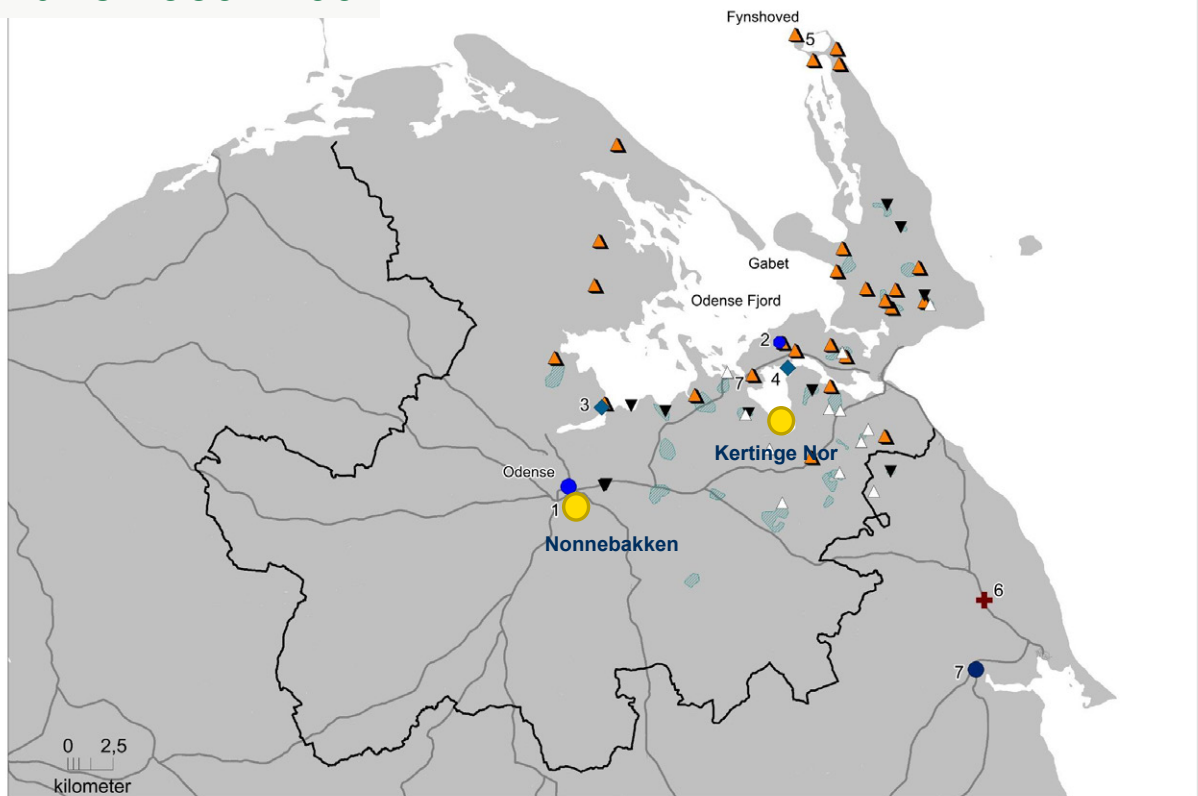 Fynshoved
5
Gabet
Odense Fjord
2
7
4
3
Kertinge Nor
Odense
1
Nonnebakken
6
7
0 2,5
kilometer